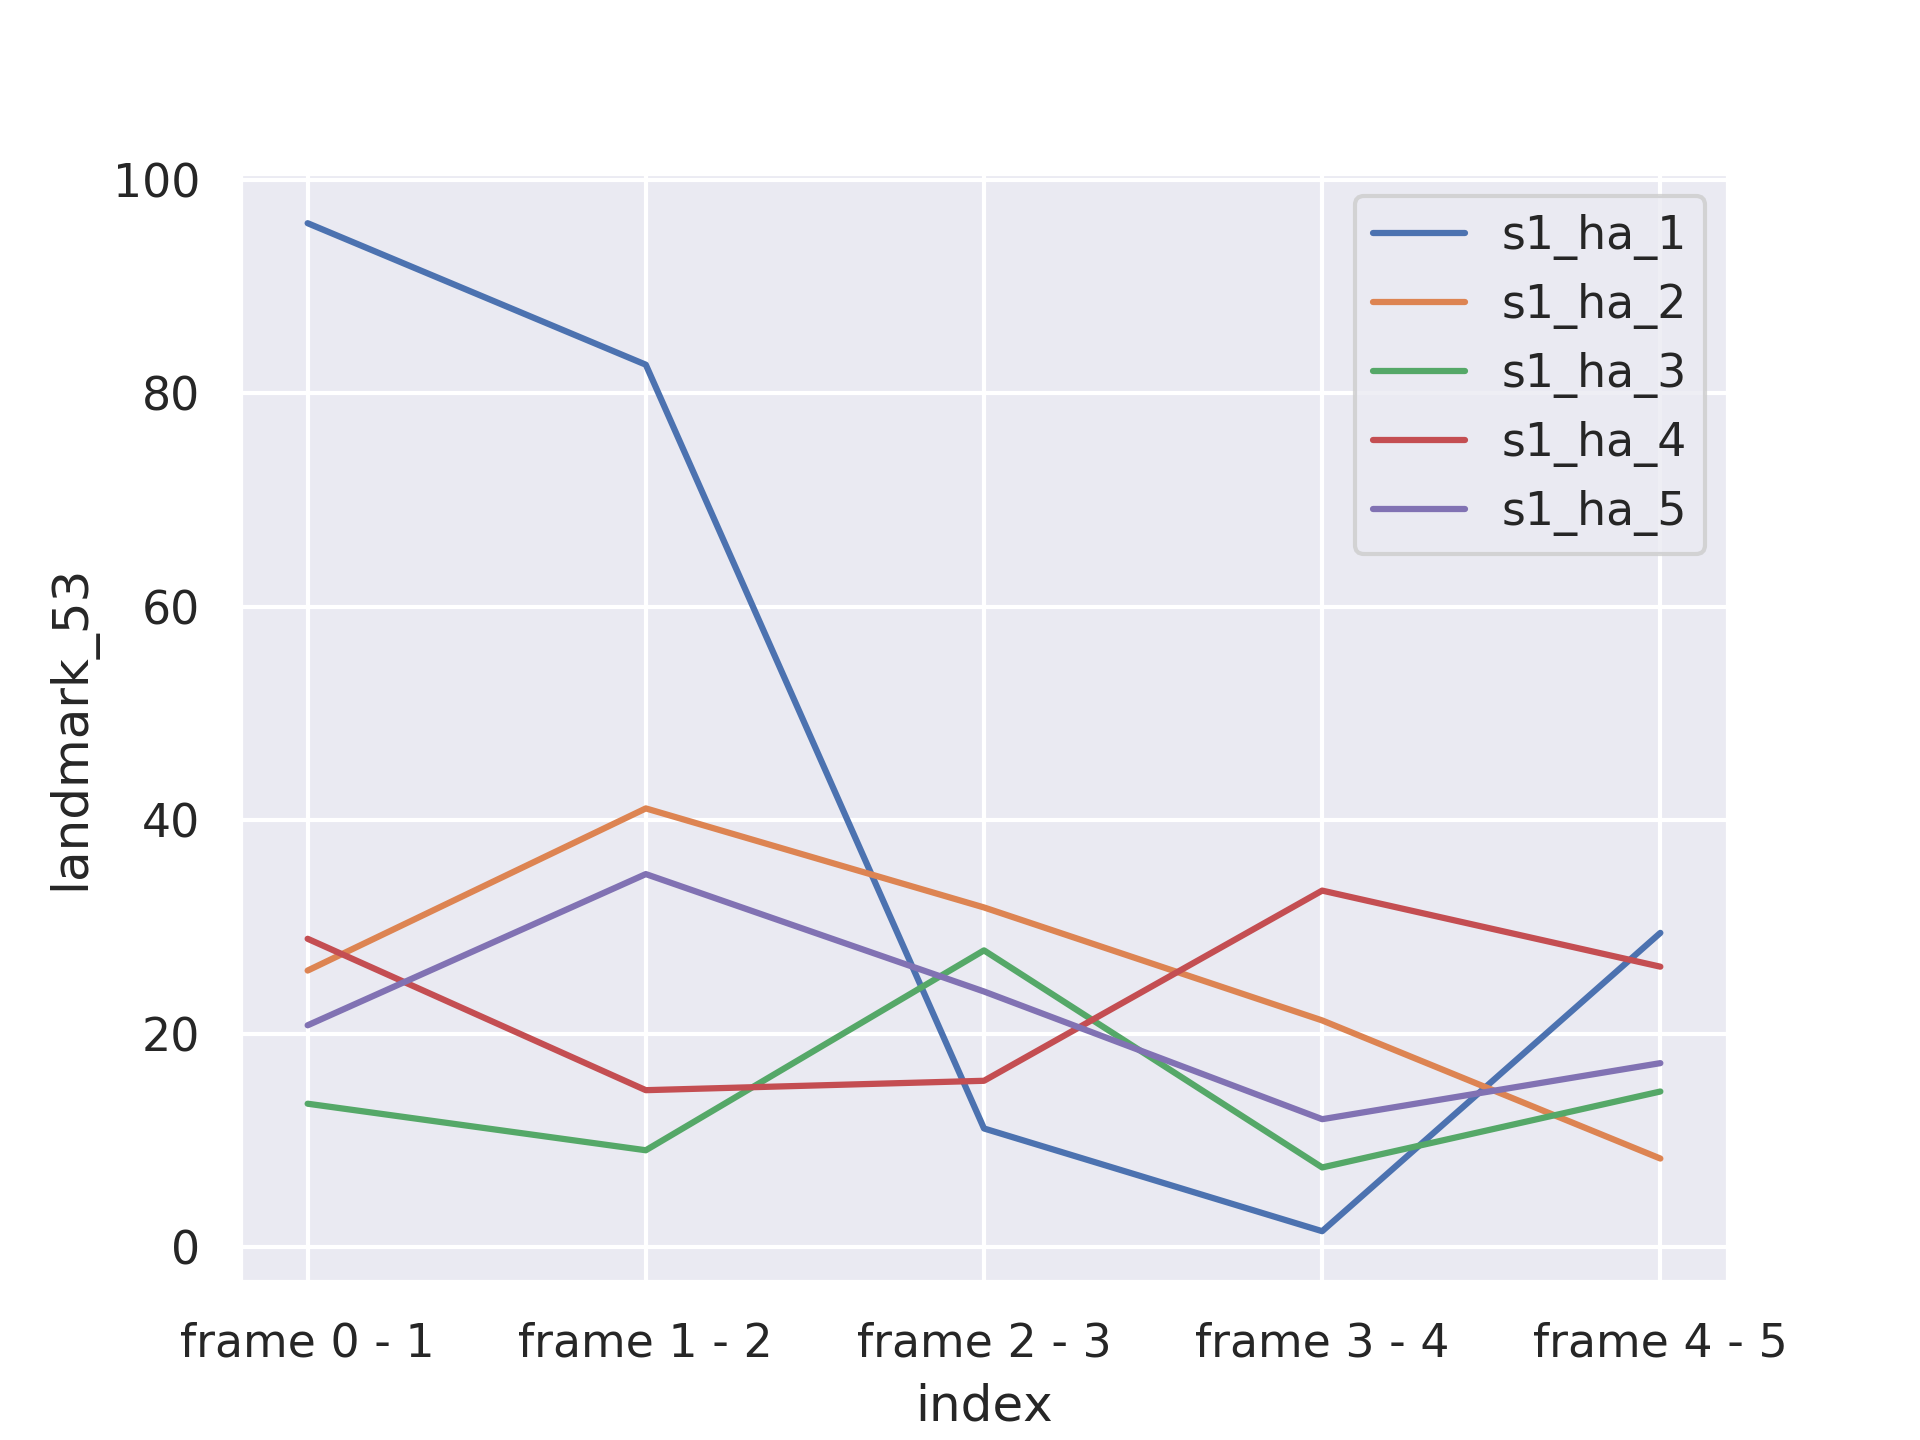 100
80
60
40
20
0
landmark_53
s1_ha_1
s1_ha_2
s1_ha_3
s1_ha_4
s1_ha_5
frame 0 - 1
frame 1 - 2
frame 2 - 3
frame 3 - 4
frame 4 - 5
index